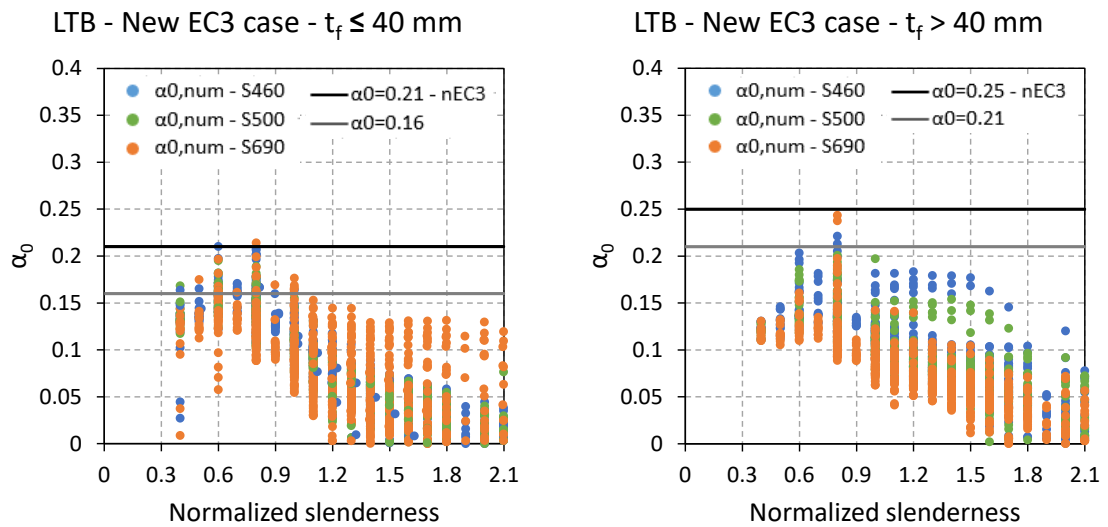 LTB - New EC3 case - t_f ≤ 40 mm
α0,num - S460
α0,num - S500
α0,num - S690
α0=0.21 - nEC3
α0=0.16
0.4
0.35
0.3
0.25
0.2
0.15
0.1
0.05
0
α₀
0 0.3 0.6 0.9 1.2 1.5 1.8 2.1
Normalized slenderness
LTB - New EC3 case - t_f > 40 mm
α0,num - S460
α0,num - S500
α0,num - S690
α0=0.25 - nEC3
α0=0.21
0.4
0.35
0.3
0.25
0.2
0.15
0.1
0.05
0
α₀
0 0.3 0.6 0.9 1.2 1.5 1.8 2.1
Normalized slenderness